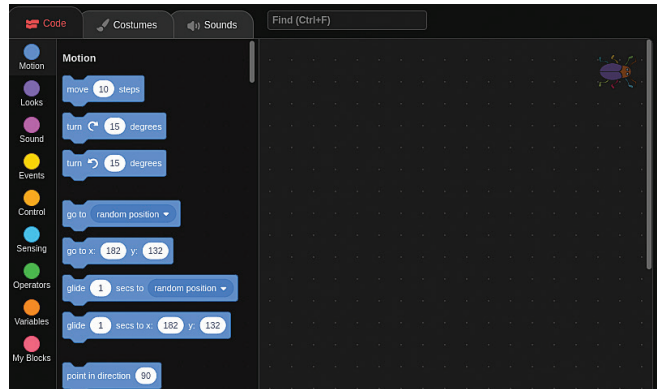 Code Costumes Sounds Find (Ctrl+F)
Motion
Looks
Sound
Events
Control
Sensing
Operators
Variables
My Blocks
Motion
move 10 steps
turn 15 degrees
turn 15 degrees
go to random position
go to x: 182 y: 132
glide 1 secs to random position
glide 1 secs to x: 182 y: 132
point in direction 90